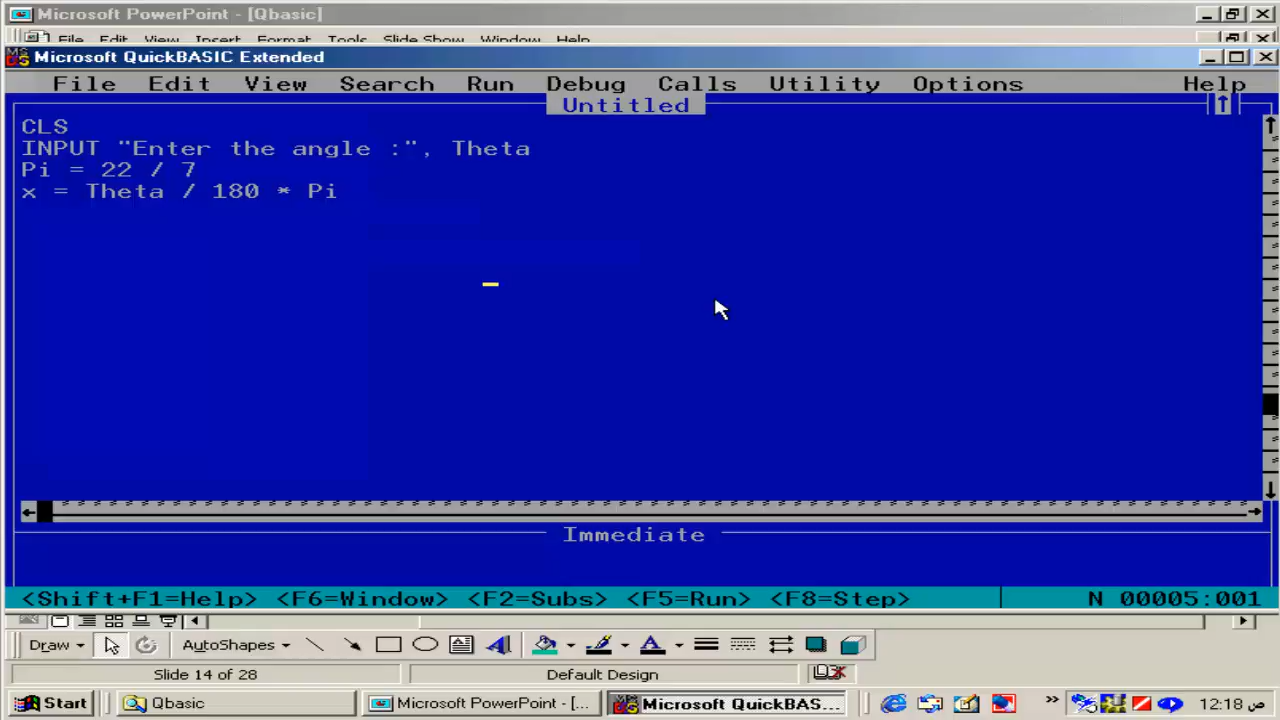 Microsoft PowerPoint - [Qbasic]
File Edit View Insert Format Tools Slide Show Window Help
Microsoft QuickBASIC Extended
File Edit View Search Run Debug Calls Utility Options Help
Untitled
CLS
INPUT "Enter the angle :", Theta
Pi = 22 / 7
x = Theta / 180 * Pi
Immediate
<Shift+F1=Help> <F6=Window> <F2=Subs> <F5=Run> <F8=Step> N 00005:001
Draw AutoShapes
Slide 14 of 28 Default Design
Start Qbasic Microsoft PowerPoint - [... Microsoft QuickBAS... » 12:18 ص